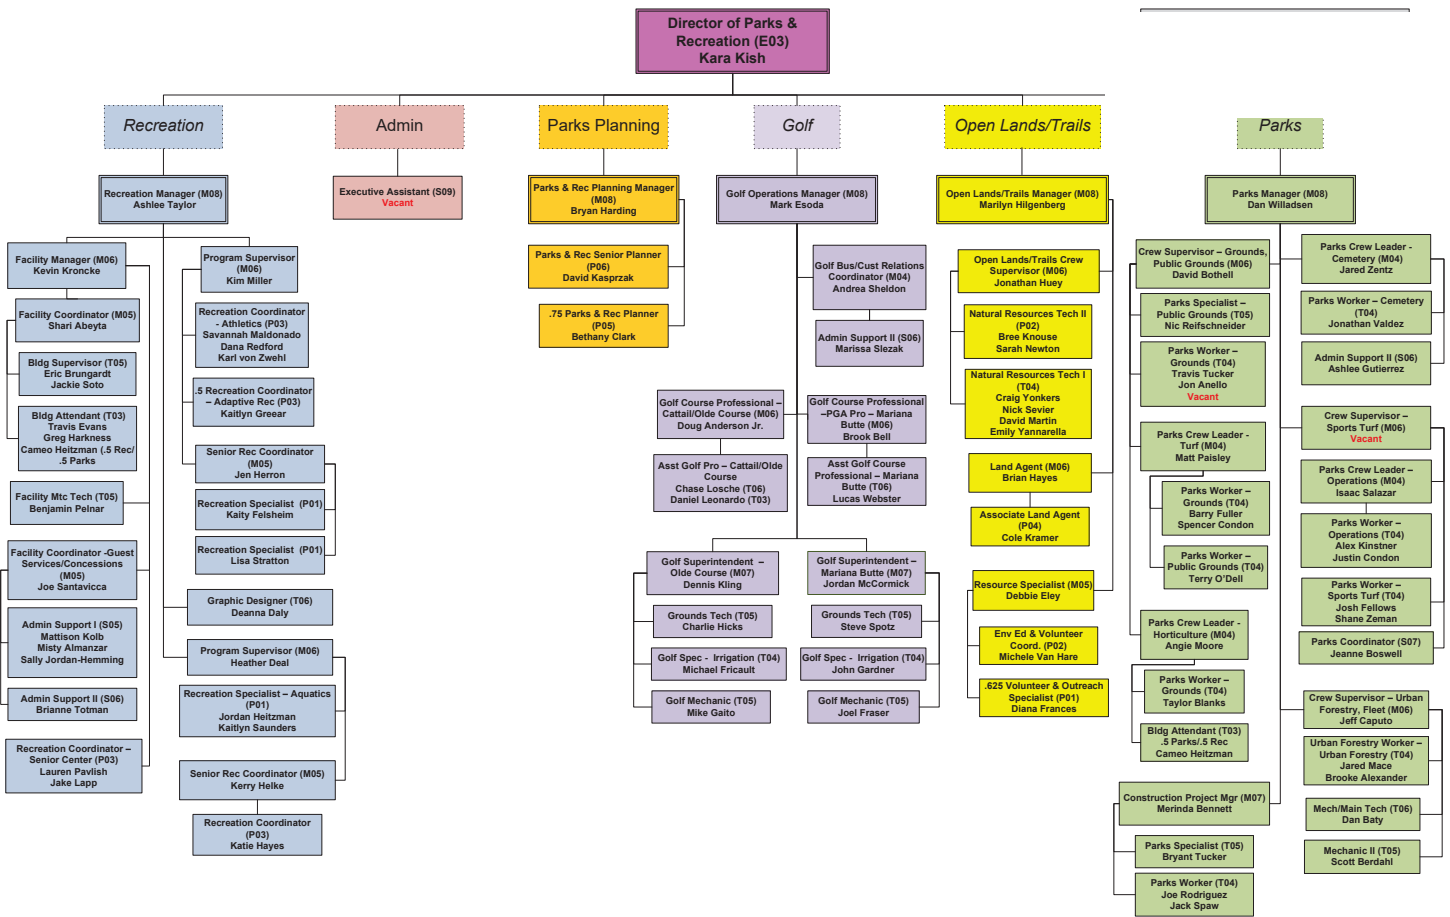 Director of Parks &
Recreation (E03)
Kara Kish
Recreation
Admin
Parks Planning
Golf
Open Lands/Trails
Parks
Recreation Manager (M08)
Ashlee Taylor
Facility Manager (M06)
Kevin Kroncke
Facility Coordinator (M05)
Shari Abeyta
Bldg Supervisor (T05)
Eric Brungardt
Jackie Soto
Bldg Attendant (T03)
Travis Evans
Greg Harkness
Cameo Heitzman (.5 Rec/
.5 Parks
Facility Mtc Tech (T05)
Benjamin Pelnar
Facility Coordinator -Guest
Services/Concessions
(M05)
Joe Santavicca
Admin Support I (S05)
Mattison Kolb
Misty Almanzar
Sally Jordan-Hemming
Admin Support II (S06)
Brianne Totman
Recreation Coordinator –
Senior Center (P03)
Lauren Pavlish
Jake Lapp
Program Supervisor
(M06)
Kim Miller
Recreation Coordinator
- Athletics (P03)
Savannah Maldonado
Dana Redford
Karl von Zwehl
.5 Recreation Coordinator
– Adaptive Rec (P03)
Kaitlyn Greear
Senior Rec Coordinator
(M05)
Jen Herron
Recreation Specialist (P01)
Kaity Felsheim
Recreation Specialist (P01)
Lisa Stratton
Graphic Designer (T06)
Deanna Daly
Program Supervisor (M06)
Heather Deal
Recreation Specialist – Aquatics
(P01)
Jordan Heitzman
Kaitlyn Saunders
Senior Rec Coordinator (M05)
Kerry Helke
Recreation Coordinator
(P03)
Katie Hayes
Executive Assistant (S09)
Vacant
Parks & Rec Planning Manager
(M08)
Bryan Harding
Parks & Rec Senior Planner
(P06)
David Kasprzak
.75 Parks & Rec Planner
(P05)
Bethany Clark
Golf Operations Manager (M08)
Mark Esoda
Golf Bus/Cust Relations
Coordinator (M04)
Andrea Sheldon
Admin Support II (S06)
Marissa Slezak
Golf Course Professional –
Cattail/Olde Course (M06)
Doug Anderson Jr.
Asst Golf Pro – Cattail/Olde
Course
Chase Losche (T06)
Daniel Leonardo (T03)
Golf Course Professional
–PGA Pro – Mariana
Butte (M06)
Brook Bell
Asst Golf Course
Professional – Mariana
Butte (T06)
Lucas Webster
Golf Superintendent –
Olde Course (M07)
Dennis Kling
Grounds Tech (T05)
Charlie Hicks
Golf Spec - Irrigation (T04)
Michael Fricault
Golf Mechanic (T05)
Mike Gaito
Golf Superintendent –
Mariana Butte (M07)
Jordan McCormick
Grounds Tech (T05)
Steve Spotz
Golf Spec - Irrigation (T04)
John Gardner
Golf Mechanic (T05)
Joel Fraser
Open Lands/Trails Manager (M08)
Marilyn Hilgenberg
Open Lands/Trails Crew
Supervisor (M06)
Jonathan Huey
Natural Resources Tech II
(P02)
Bree Knouse
Sarah Newton
Natural Resources Tech I
(T04)
Craig Yonkers
Nick Sevier
David Martin
Emily Yannarella
Land Agent (M06)
Brian Hayes
Associate Land Agent
(P04)
Cole Kramer
Resource Specialist (M05)
Debbie Eley
Env Ed & Volunteer
Coord. (P02)
Michele Van Hare
.625 Volunteer & Outreach
Specialist (P01)
Diana Frances
Parks Manager (M08)
Dan Willadsen
Crew Supervisor – Grounds,
Public Grounds (M06)
David Bothell
Parks Specialist –
Public Grounds (T05)
Nic Reifschneider
Parks Worker –
Grounds (T04)
Travis Tucker
Jon Anello
Vacant
Parks Crew Leader -
Turf (M04)
Matt Paisley
Parks Worker –
Grounds (T04)
Barry Fuller
Spencer Condon
Parks Worker –
Public Grounds (T04)
Terry O'Dell
Parks Crew Leader -
Horticulture (M04)
Angie Moore
Parks Worker –
Grounds (T04)
Taylor Blanks
Bldg Attendant (T03)
.5 Parks/.5 Rec
Cameo Heitzman
Construction Project Mgr (M07)
Merinda Bennett
Parks Specialist (T05)
Bryant Tucker
Parks Worker (T04)
Joe Rodriguez
Jack Spaw
Parks Crew Leader -
Cemetery (M04)
Jared Zentz
Parks Worker – Cemetery
(T04)
Jonathan Valdez
Admin Support II (S06)
Ashlee Gutierrez
Crew Supervisor –
Sports Turf (M06)
Vacant
Parks Crew Leader –
Operations (M04)
Isaac Salazar
Parks Worker –
Operations (T04)
Alex Kinstner
Justin Condon
Parks Worker –
Sports Turf (T04)
Josh Fellows
Shane Zeman
Parks Coordinator (S07)
Jeanne Boswell
Crew Supervisor – Urban
Forestry, Fleet (M06)
Jeff Caputo
Urban Forestry Worker –
Urban Forestry (T04)
Jared Mace
Brooke Alexander
Mech/Main Tech (T06)
Dan Baty
Mechanic II (T05)
Scott Berdahl